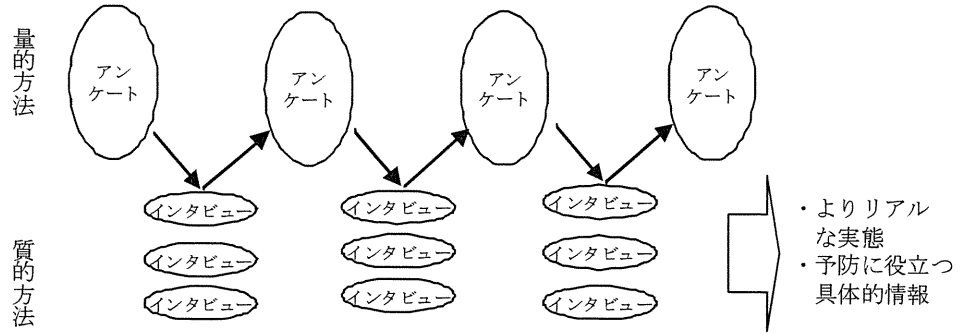 量的方法
アン
ケート
アン
ケート
アン
ケート
アン
ケート
質的方法
インタビュー
インタビュー
インタビュー
インタビュー
インタビュー
インタビュー
インタビュー
インタビュー
インタビュー
・よりリアル
な実態
・予防に役立つ
具体的情報